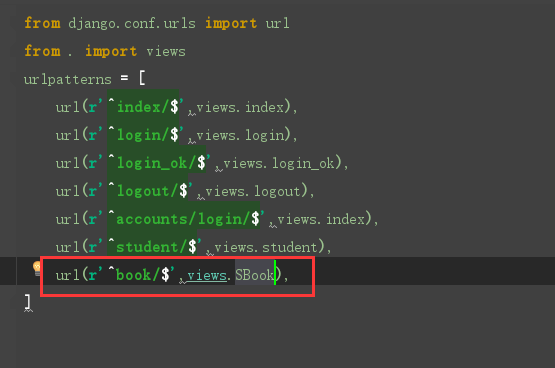 from django.conf.urls import url
from . import views
urlpatterns = [
url(r'^index/$',views.index),
url(r'^login/$',views.login),
url(r'^login_ok/$',views.login_ok),
url(r'^logout/$',views.logout),
url(r'^accounts/login/$',views.index),
url(r'^student/$',views.student),
url(r'^book/$',views.SBook),
]